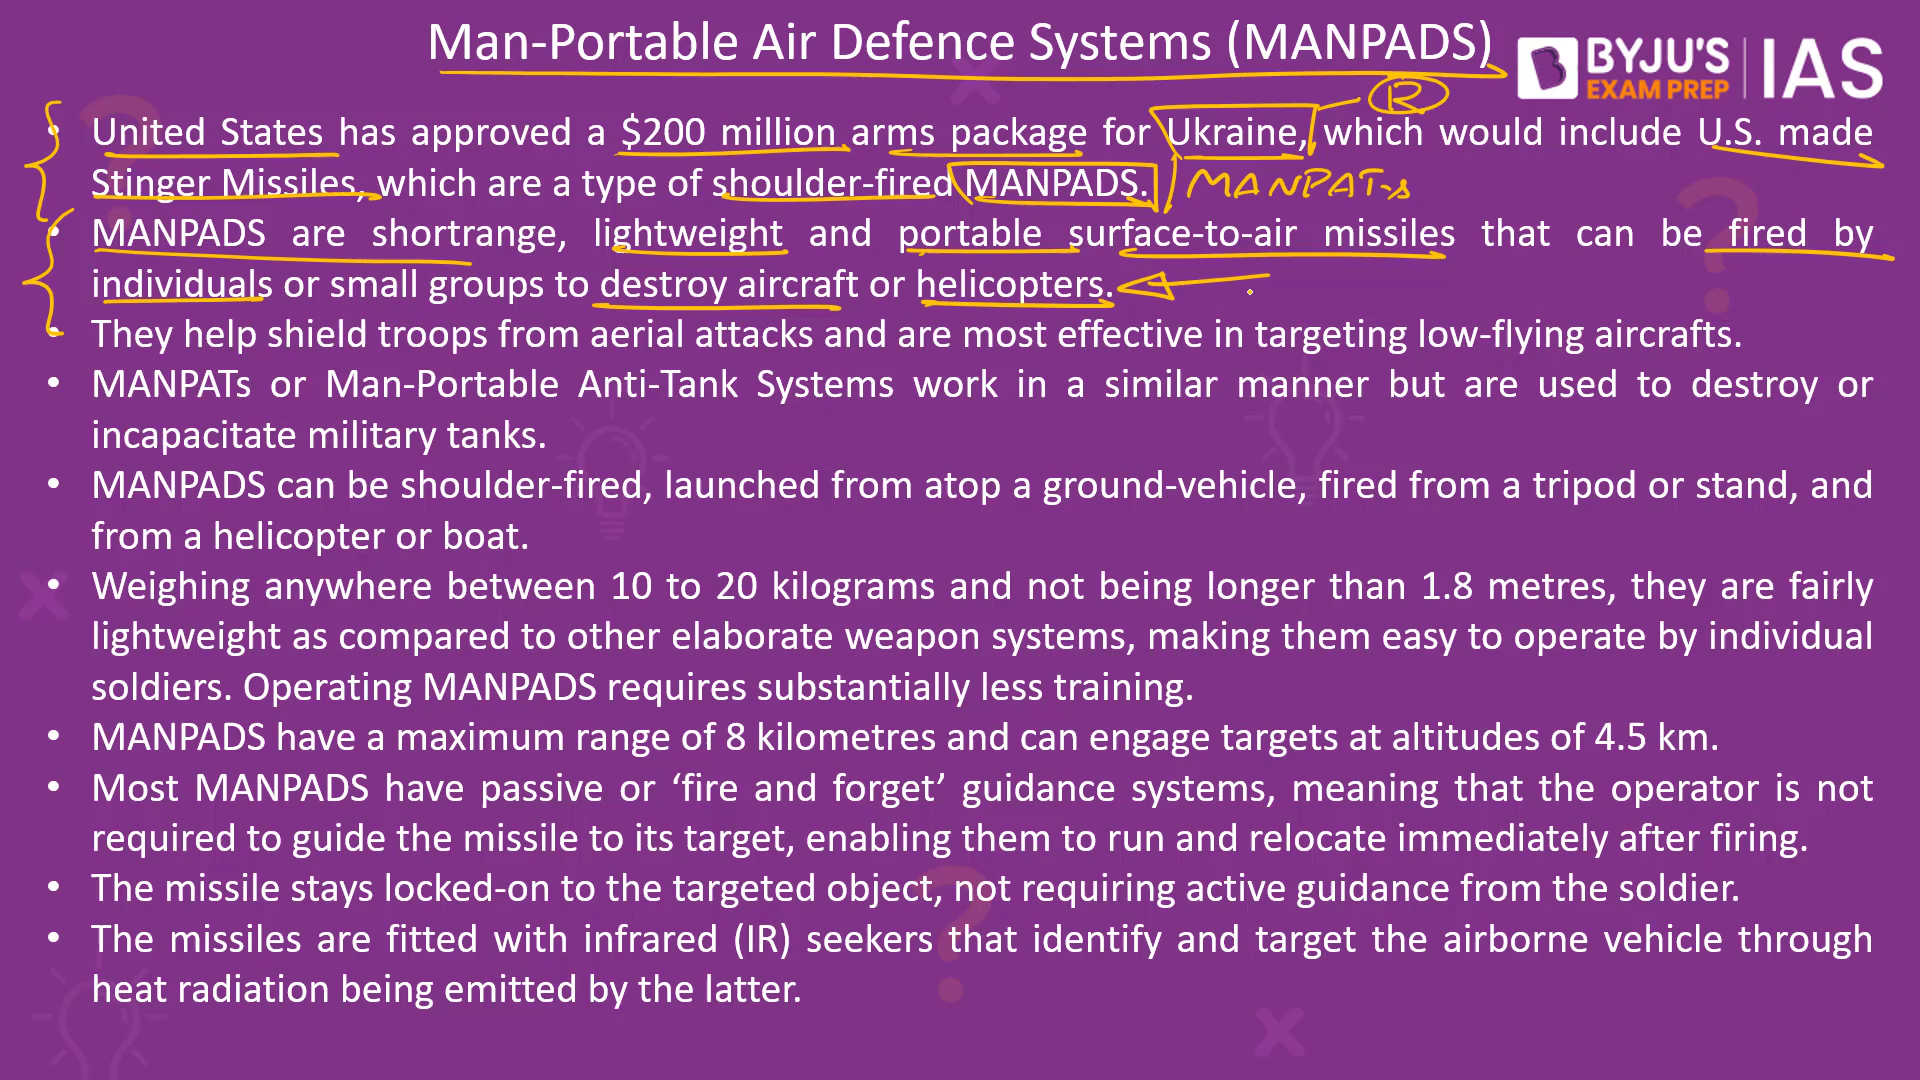 Man-Portable Air Defence Systems (MANPADS)
BYJU'S
EXAM PREP
IAS
R
• United States has approved a $200 million arms package for Ukraine, which would include U.S. made
Stinger Missiles, which are a type of shoulder-fired MANPADS.
MANPAT-s
• MANPADS are shortrange, lightweight and portable surface-to-air missiles that can be fired by
individuals or small groups to destroy aircraft or helicopters.
• They help shield troops from aerial attacks and are most effective in targeting low-flying aircrafts.
• MANPATs or Man-Portable Anti-Tank Systems work in a similar manner but are used to destroy or
incapacitate military tanks.
• MANPADS can be shoulder-fired, launched from atop a ground-vehicle, fired from a tripod or stand, and
from a helicopter or boat.
• Weighing anywhere between 10 to 20 kilograms and not being longer than 1.8 metres, they are fairly
lightweight as compared to other elaborate weapon systems, making them easy to operate by individual
soldiers. Operating MANPADS requires substantially less training.
• MANPADS have a maximum range of 8 kilometres and can engage targets at altitudes of 4.5 km.
• Most MANPADS have passive or ‘fire and forget’ guidance systems, meaning that the operator is not
required to guide the missile to its target, enabling them to run and relocate immediately after firing.
• The missile stays locked-on to the targeted object, not requiring active guidance from the soldier.
• The missiles are fitted with infrared (IR) seekers that identify and target the airborne vehicle through
heat radiation being emitted by the latter.